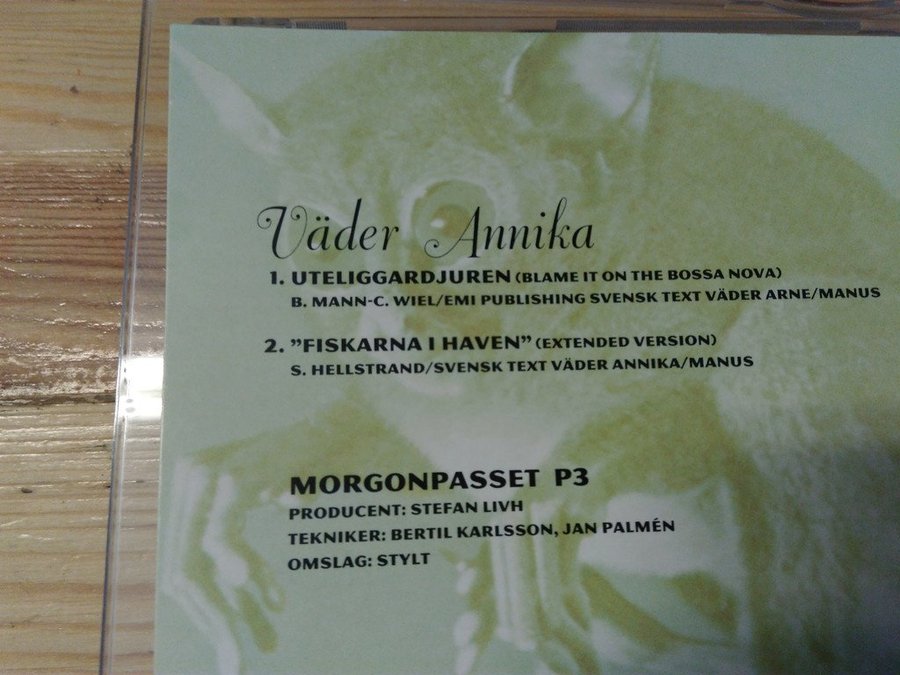 Väder Annika
1. UTELIGGARDJUREN (BLAME IT ON THE BOSSA NOVA)
B. MANN-C. WIEL/EMI PUBLISHING SVENSK TEXT VÄDER ARNE/MANUS
2. ”FISKARNA I HAVEN” (EXTENDED VERSION)
S. HELLSTRAND/SVENSK TEXT VÄDER ANNIKA/MANUS
MORGONPASSET P3
PRODUCENT: STEFAN LIVH
TEKNIKER: BERTIL KARLSSON, JAN PALMÉN
OMSLAG: STYLT